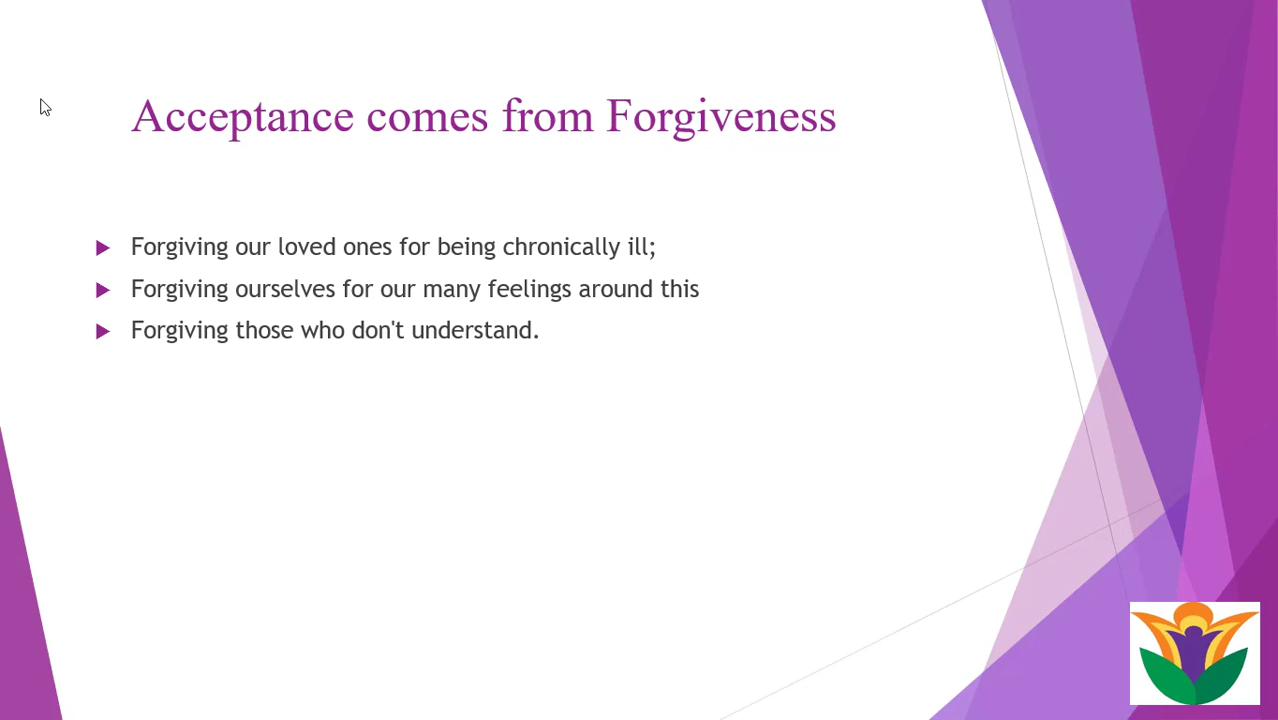 Acceptance comes from Forgiveness
Forgiving our loved ones for being chronically ill;
Forgiving ourselves for our many feelings around this
Forgiving those who don't understand.